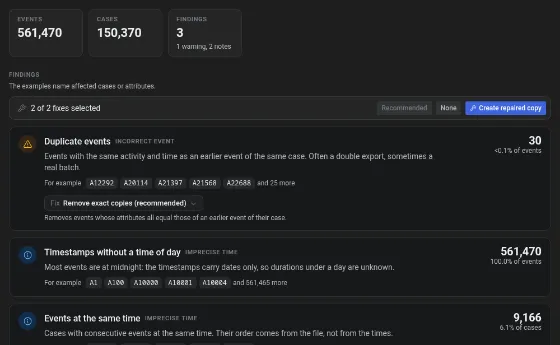 EVENTS
561,470
CASES
150,370
FINDINGS
3
1 warning, 2 notes
FINDINGS
The examples name affected cases or attributes.
2 of 2 fixes selected
Recommended
None
Create repaired copy
Duplicate events INCORRECT EVENT
30
<0.1% of events
Events with the same activity and time as an earlier event of the same case. Often a double export, sometimes a
real batch.
For example A12292 A20114 A21397 A21568 A22688 and 25 more
Fix Remove exact copies (recommended)
Removes events whose attributes all equal those of an earlier event of their case.
Timestamps without a time of day IMPRECISE TIME
561,470
100.0% of events
Most events are at midnight: the timestamps carry dates only, so durations under a day are unknown.
For example A1 A100 A10000 A10001 A10004 and 561,465 more
Events at the same time IMPRECISE TIME
9,166
6.1% of cases
Cases with consecutive events at the same time. Their order comes from the file, not from the times.